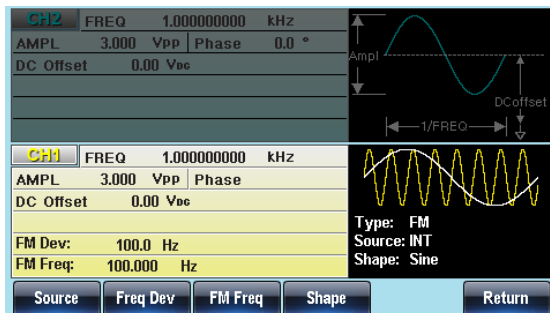 CH2 FREQ 1.000000000 kHz
AMPL 3.000 Vpp Phase 0.0 °
DC Offset 0.00 VDC
Ampl
DCoffset
1/FREQ
CH1 FREQ 1.000000000 kHz
AMPL 3.000 Vpp Phase
DC Offset 0.00 VDC
FM Dev: 100.0 Hz
FM Freq: 100.000 Hz
Type: FM
Source: INT
Shape: Sine
Source Freq Dev FM Freq Shape Return